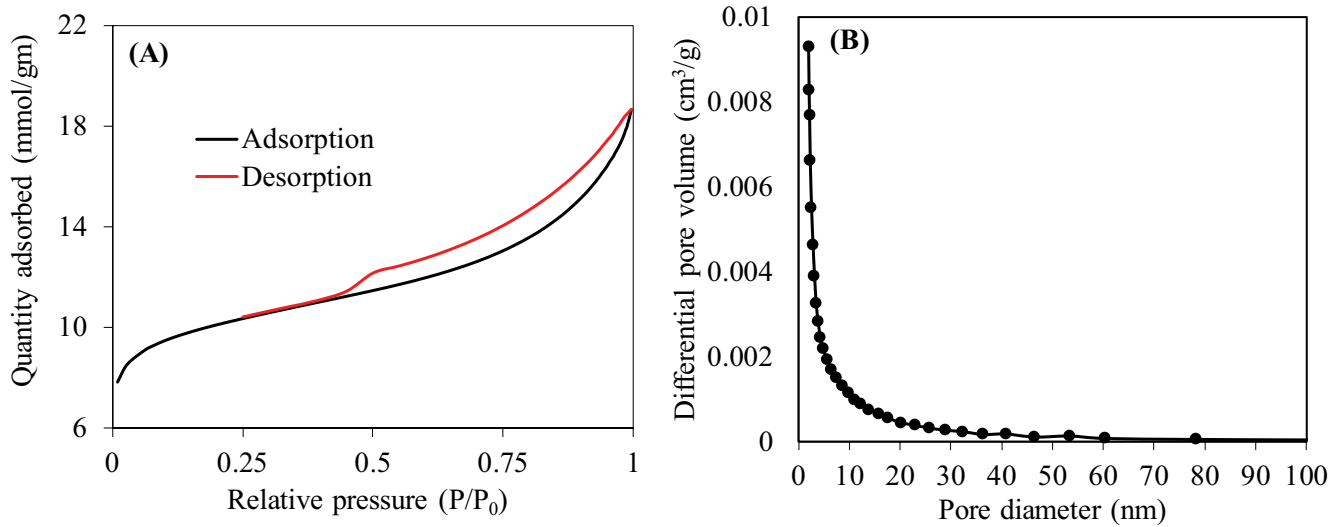 (A)
Quantity adsorbed (mmol/gm)
22
18
14
10
6
Adsorption
Desorption
0
0.25
0.5
0.75
1
Relative pressure (P/P₀)
(B)
Differential pore volume (cm³/g)
0.01
0.008
0.006
0.004
0.002
0
0 10 20 30 40 50 60 70 80 90 100
Pore diameter (nm)